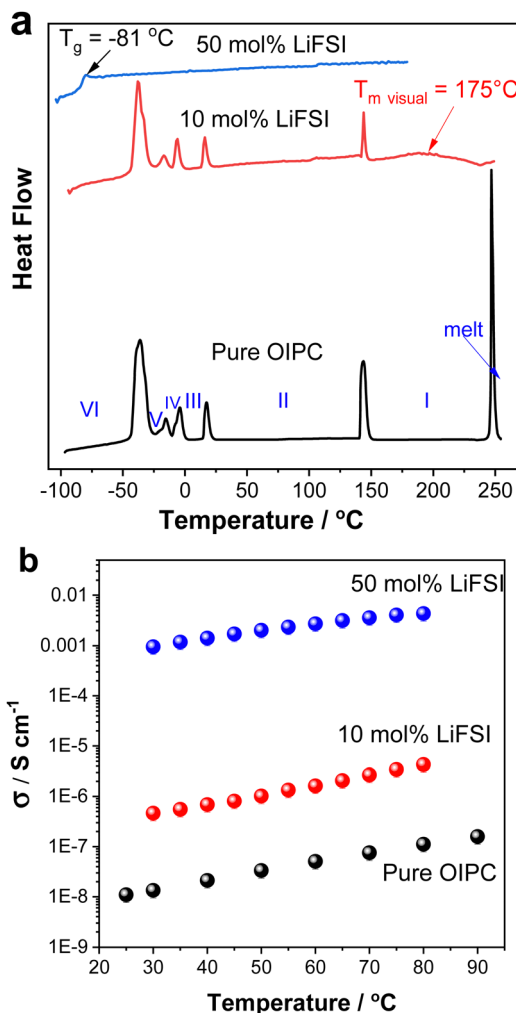 a
Tg = -81 ºC
50 mol% LiFSI
Tm visual = 175°C
10 mol% LiFSI
Heat Flow
Pure OIPC
melt
VI
V
IV
III
II
I
-100 -50 0 50 100 150 200 250
Temperature / ºC
b
50 mol% LiFSI
0.01
0.001
1E-4
10 mol% LiFSI
1E-5
1E-6
1E-7
Pure OIPC
1E-8
1E-9
σ / S cm-1
20 30 40 50 60 70 80 90
Temperature / ºC